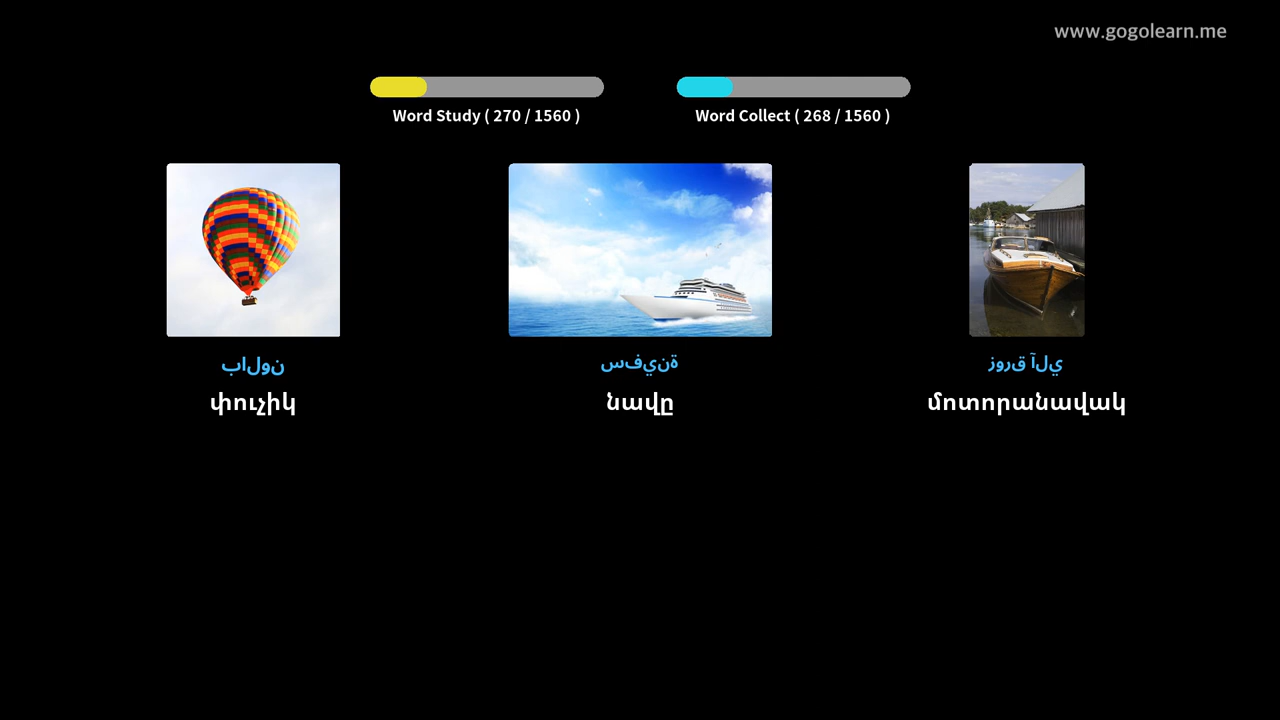 www.gogolearn.me
Word Study ( 270 / 1560 )
Word Collect ( 268 / 1560 )
بالون
փուչիկ
سفينة
նավը
زورق آلي
մոտորանավակ